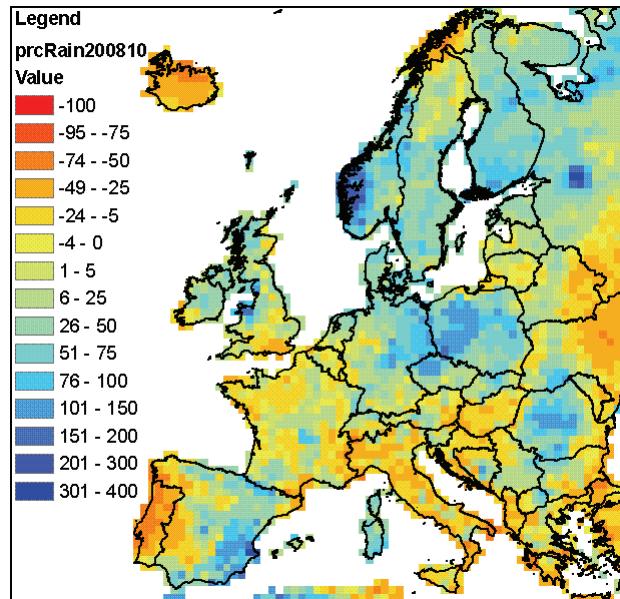 Legend
prcRain200810
Value
-100
-95 - -75
-74 - -50
-49 - -25
-24 - -5
-4 - 0
1 - 5
6 - 25
26 - 50
51 - 75
76 - 100
101 - 150
151 - 200
201 - 300
301 - 400